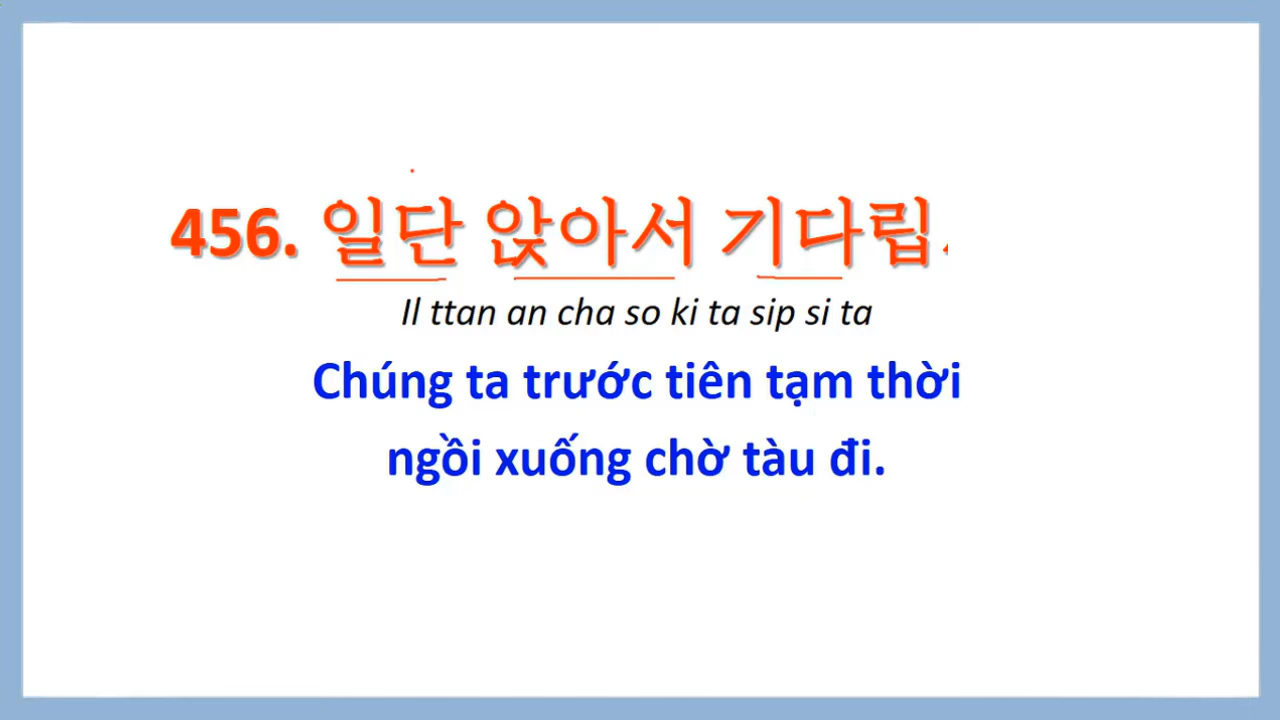 456. 일단 앉아서 기다립
Il ttan an cha so ki ta sip si ta
Chúng ta trước tiên tạm thời
ngồi xuống chờ tàu đi.